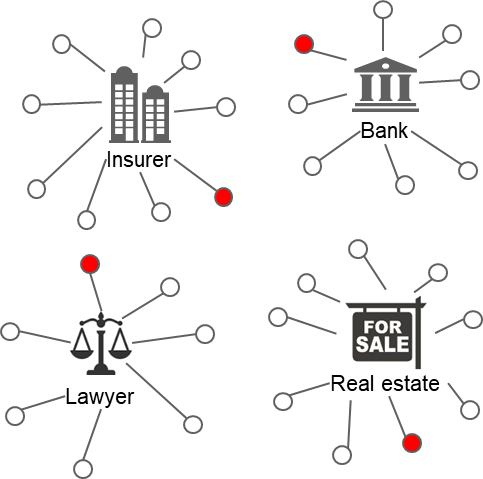 Insurer
Bank
Lawyer
FOR
SALE
Real estate